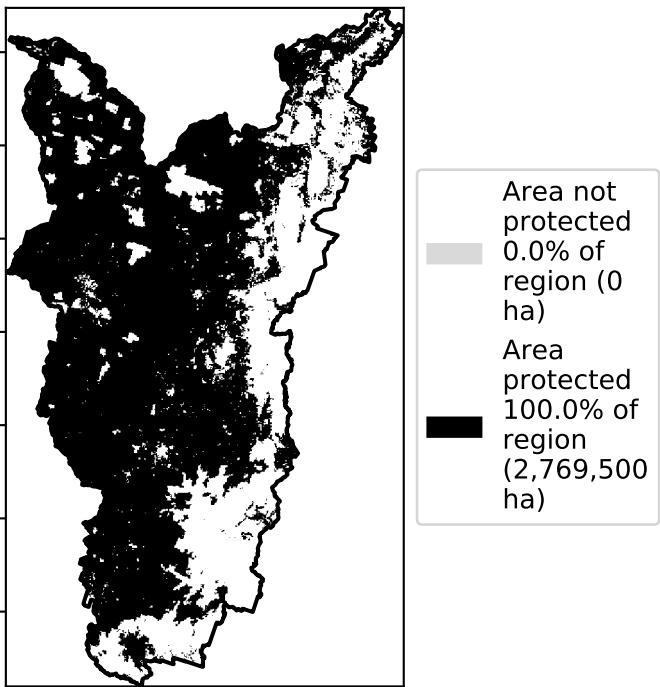 Area not
protected
0.0% of
region (0
ha)
Area
protected
100.0% of
region
(2,769,500
ha)